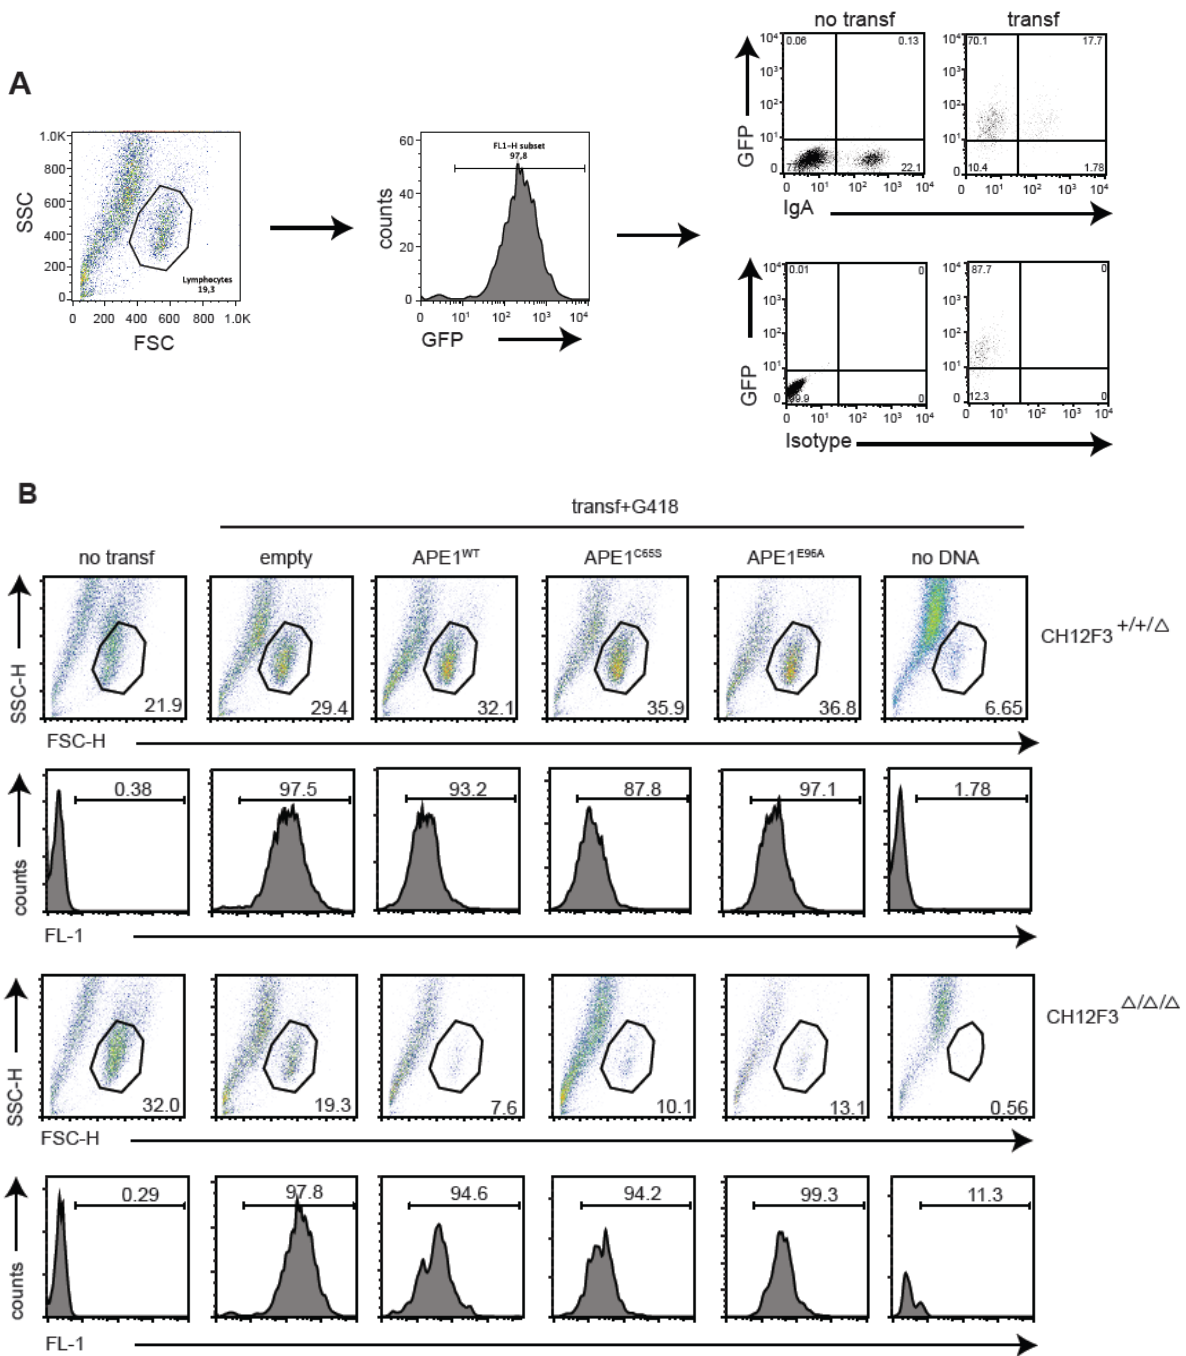 A
no transf
transf
1.0K
800
600
400
200
0
SSC
Lymphocytes
19,3
0 200 400 600 800 1.0K
FSC
60
40
20
0
counts
FL1-H subset
97,8
0 10¹ 10² 10³ 10⁴
GFP
10⁴
10³
10²
10¹
0
GFP
0.06 0.13
22.1
0 10¹ 10² 10³ 10⁴
10⁴
10³
10²
10¹
0
70.1 17.7
10.4 1.78
0 10¹ 10² 10³ 10⁴
IgA
10⁴
10³
10²
10¹
0
GFP
0.01 0
0
0 10¹ 10² 10³ 10⁴
10⁴
10³
10²
10¹
0
87.7 0
12.3 0
0 10¹ 10² 10³ 10⁴
Isotype
B
transf+G418
no transf empty APE1WT APE1C65S APE1E96A no DNA
SSC-H
21.9 29.4 32.1 35.9 36.8 6.65
CH12F3+/+/△
FSC-H
counts
0.38 97.5 93.2 87.8 97.1 1.78
FL-1
SSC-H
32.0 19.3 7.6 10.1 13.1 0.56
CH12F3△/△/△
FSC-H
counts
0.29 97.8 94.6 94.2 99.3 11.3
FL-1